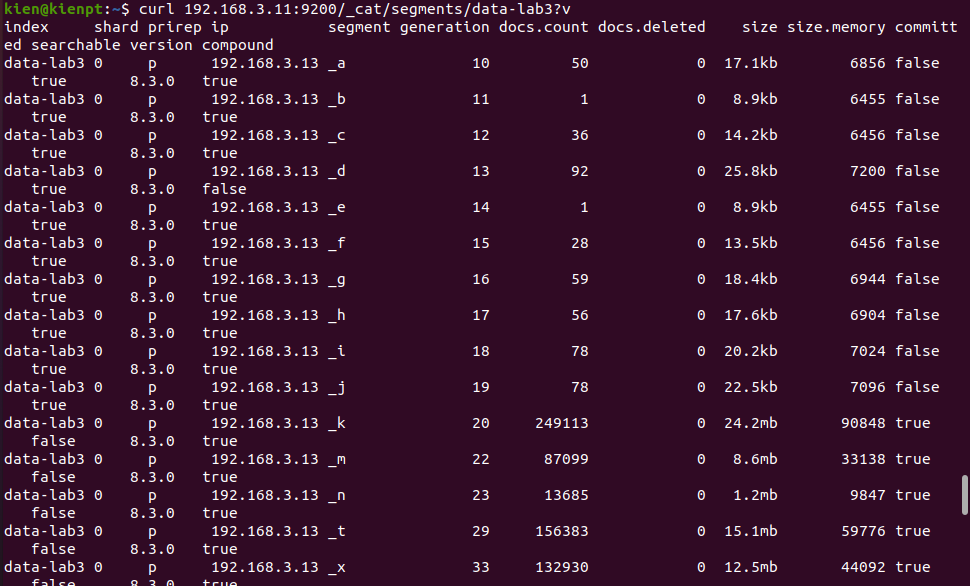 kien@kienpt:~$ curl 192.168.3.11:9200/_cat/segments/data-lab3?v
index     shard prirep ip           segment generation docs.count docs.deleted    size size.memory committ
ed searchable version compound
data-lab3 0     p      192.168.3.13 _a              10         50            0  17.1kb        6856 false
   true       8.3.0   true
data-lab3 0     p      192.168.3.13 _b              11          1            0   8.9kb        6455 false
   true       8.3.0   true
data-lab3 0     p      192.168.3.13 _c              12         36            0  14.2kb        6456 false
   true       8.3.0   true
data-lab3 0     p      192.168.3.13 _d              13         92            0  25.8kb        7200 false
   true       8.3.0   false
data-lab3 0     p      192.168.3.13 _e              14          1            0   8.9kb        6455 false
   true       8.3.0   true
data-lab3 0     p      192.168.3.13 _f              15         28            0  13.5kb        6456 false
   true       8.3.0   true
data-lab3 0     p      192.168.3.13 _g              16         59            0  18.4kb        6944 false
   true       8.3.0   true
data-lab3 0     p      192.168.3.13 _h              17         56            0  17.6kb        6904 false
   true       8.3.0   true
data-lab3 0     p      192.168.3.13 _i              18         78            0  20.2kb        7024 false
   true       8.3.0   true
data-lab3 0     p      192.168.3.13 _j              19         78            0  22.5kb        7096 false
   true       8.3.0   true
data-lab3 0     p      192.168.3.13 _k              20     249113            0  24.2mb       90848 true
   false      8.3.0   true
data-lab3 0     p      192.168.3.13 _m              22      87099            0   8.6mb       33138 true
   false      8.3.0   true
data-lab3 0     p      192.168.3.13 _n              23      13685            0   1.2mb        9847 true
   false      8.3.0   true
data-lab3 0     p      192.168.3.13 _t              29     156383            0  15.1mb       59776 true
   false      8.3.0   true
data-lab3 0     p      192.168.3.13 _x              33     132930            0  12.5mb       44092 true
   false      8.3.0   true